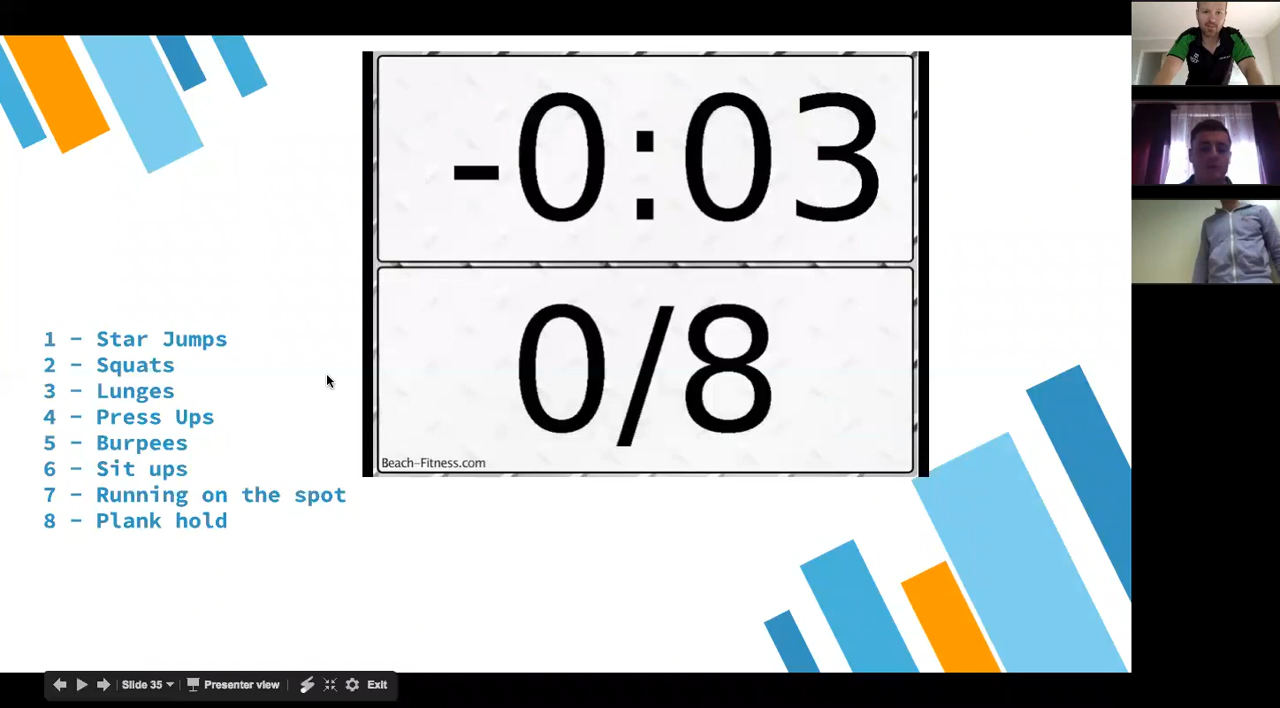 -0:03
0/8
Beach-Fitness.com
1 - Star Jumps
2 - Squats
3 - Lunges
4 - Press Ups
5 - Burpees
6 - Sit ups
7 - Running on the spot
8 - Plank hold
Slide 35
Presenter view
Exit